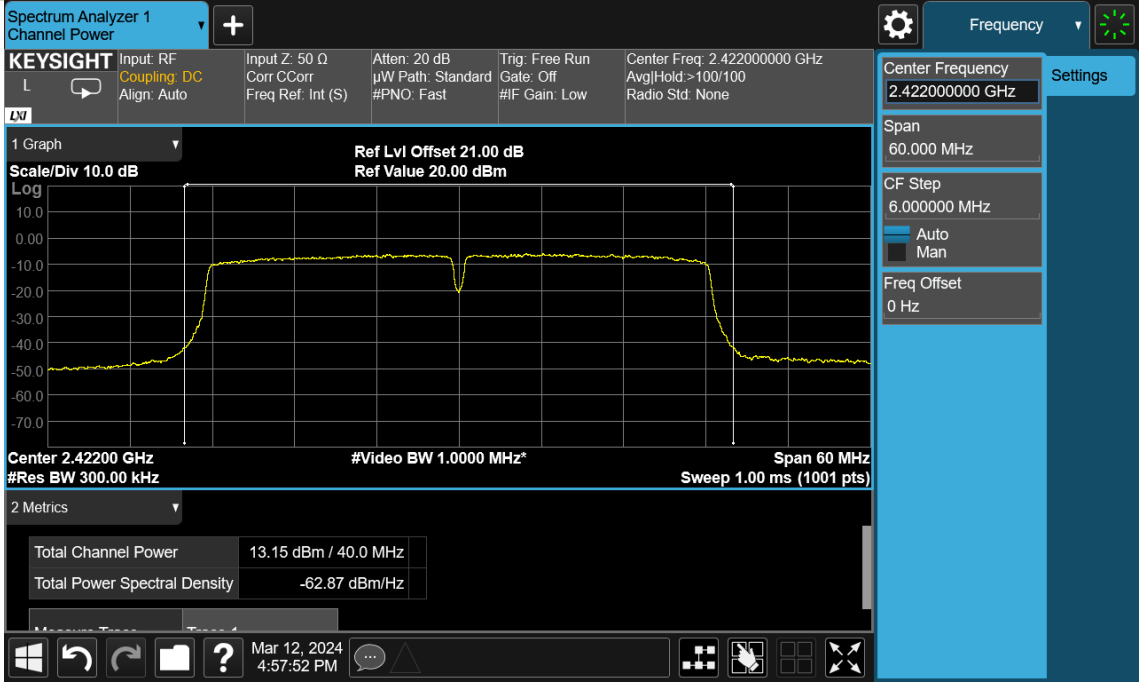 Spectrum Analyzer 1
Channel Power
+
Frequency
KEYSIGHT
L
LXI
Input: RF
Coupling: DC
Align: Auto
Input Z: 50 Ω
Corr CCorr
Freq Ref: Int (S)
Atten: 20 dB
µW Path: Standard
#PNO: Fast
Trig: Free Run
Gate: Off
#IF Gain: Low
Center Freq: 2.422000000 GHz
Avg|Hold:>100/100
Radio Std: None
Center Frequency
2.422000000 GHz
Settings
Span
60.000 MHz
CF Step
6.000000 MHz
Auto
Man
Freq Offset
0 Hz
1 Graph
Ref Lvl Offset 21.00 dB
Scale/Div 10.0 dB
Ref Value 20.00 dBm
Log
10.0
0.00
-10.0
-20.0
-30.0
-40.0
-50.0
-60.0
-70.0
Center 2.42200 GHz
#Video BW 1.0000 MHz*
Span 60 MHz
#Res BW 300.00 kHz
Sweep 1.00 ms (1001 pts)
2 Metrics
Total Channel Power
13.15 dBm / 40.0 MHz
Total Power Spectral Density
-62.87 dBm/Hz
Measure Trace
Trace 1
?
Mar 12, 2024
4:57:52 PM